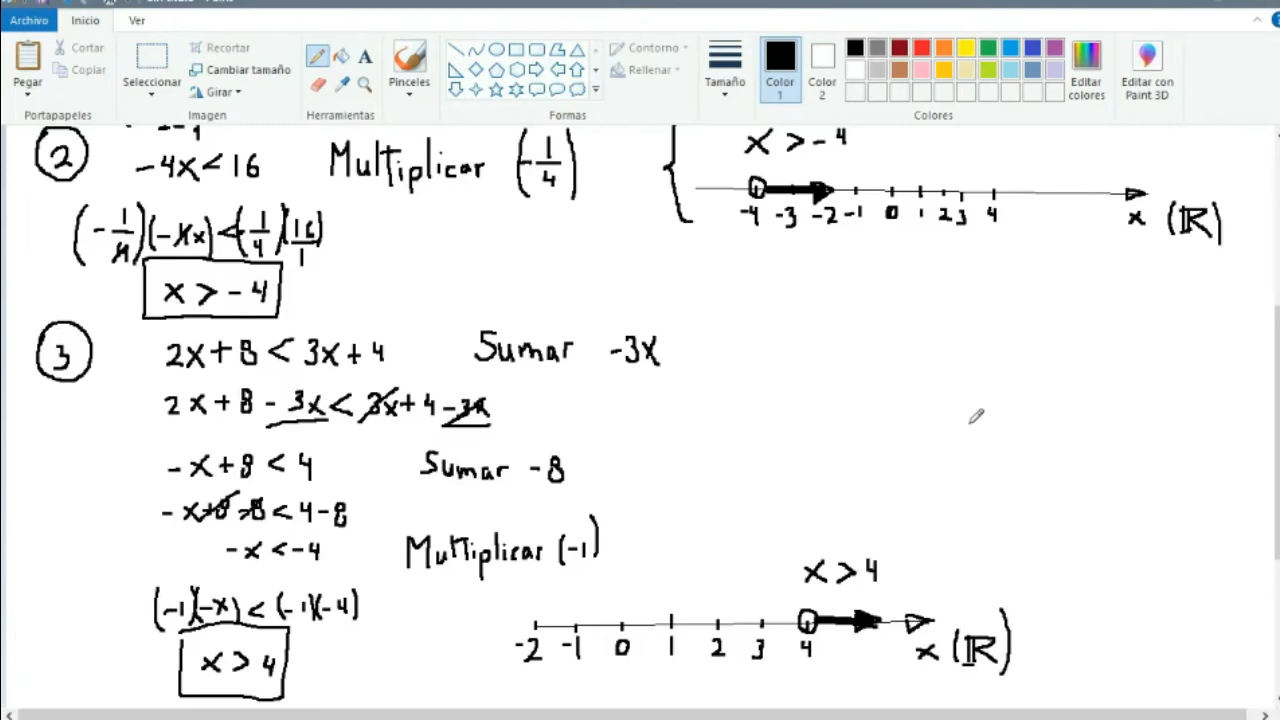 Archivo Inicio Ver
Pegar
Cortar
Copiar
Portapapeles
Seleccionar
Recortar
Cambiar tamaño
Girar
Imagen
A
Herramientas
Pinceles
Formas
Contorno
Rellenar
Tamaño
Color 1
Color 2
Editar colores
Editar con Paint 3D
Colores
2
-4x < 16 Multiplicar (-1/4)
(-1/4)(-4x) < (-1/4)(16/1)
x > -4
x > -4
-4 -3 -2 -1 0 1 2 3 4 x (ℝ)
3
2x + 8 < 3x + 4 Sumar -3x
2x + 8 - 3x < 3x + 4 - 3x
-x + 8 < 4 Sumar -8
-x + 8 - 8 < 4 - 8
-x < -4 Multiplicar (-1)
(-1)(-x) < (-1)(-4)
x > 4
x > 4
-2 -1 0 1 2 3 4 x (ℝ)